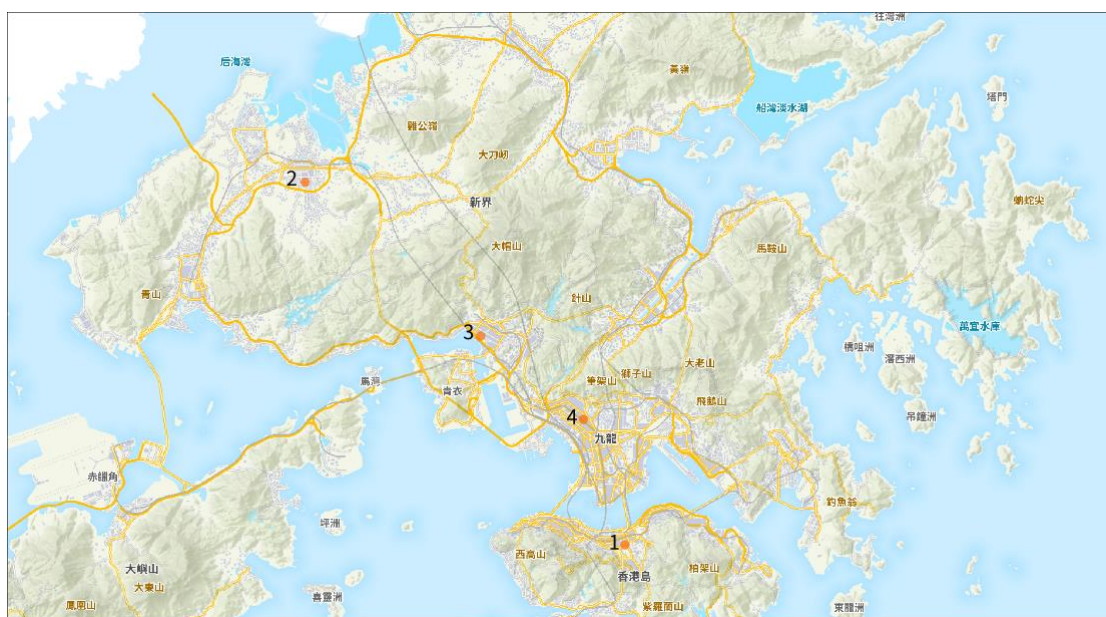 往灣洲
后海灣
黃嶺
塔門
船灣淡水湖
雞公嶺
大刀屻
2
新界
蚺蛇尖
大帽山
馬鞍山
青山
針山
萬宜水庫
3
橋咀洲
滘西洲
大老山
獅子山
筆架山
馬灣
青衣
飛鵝山
吊鐘洲
4
九龍
赤鱲角
釣魚翁
坪洲
1
西高山
大嶼山
香港島
柏架山
大東山
喜靈洲
鳳凰山
紫羅蘭山
東龍洲